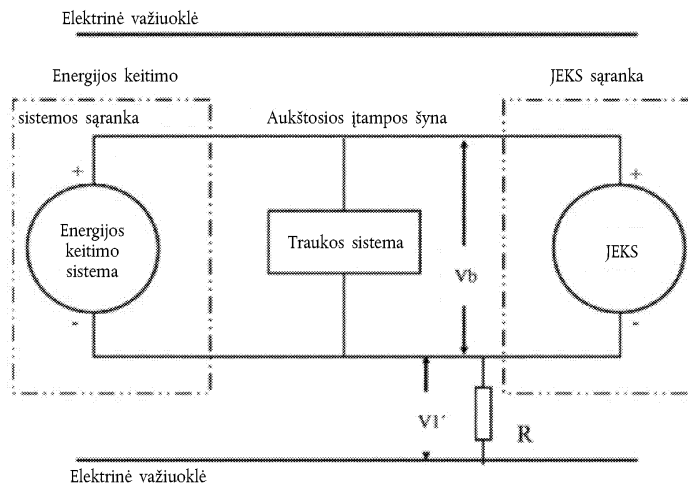 Elektrinė važiuoklė
Energijos keitimo
sistemos sąranka
JEKS sąranka
Aukštosios įtampos šyna
+
+
Energijos
keitimo
sistema
Traukos sistema
Vb
JEKS
-
-
V1´
R
Elektrinė važiuoklė